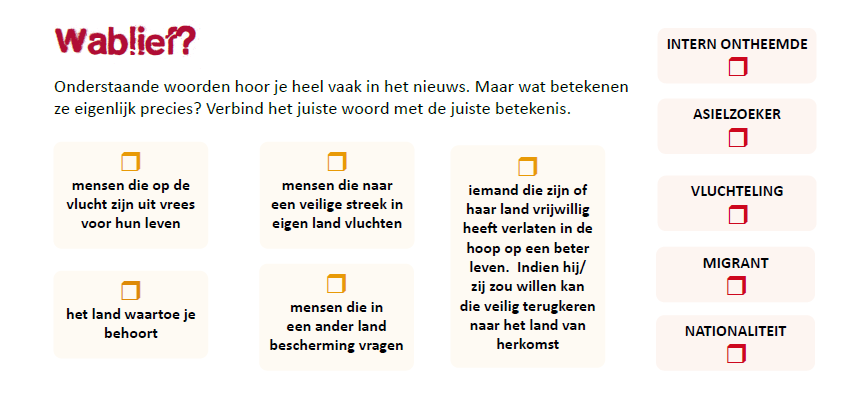 Wablief?
Onderstaande woorden hoor je heel vaak in het nieuws. Maar wat betekenen
ze eigenlijk precies? Verbind het juiste woord met de juiste betekenis.
mensen die op de
vlucht zijn uit vrees
voor hun leven
mensen die naar
een veilige streek in
eigen land vluchten
iemand die zijn of
haar land vrijwillig
heeft verlaten in de
hoop op een beter
leven. Indien hij/
zij zou willen kan
die veilig terugkeren
naar het land van
herkomst
het land waartoe je
behoort
mensen die in
een ander land
bescherming vragen
INTERN ONTHEEMDE
ASIELZOEKER
VLUCHTELING
MIGRANT
NATIONALITEIT